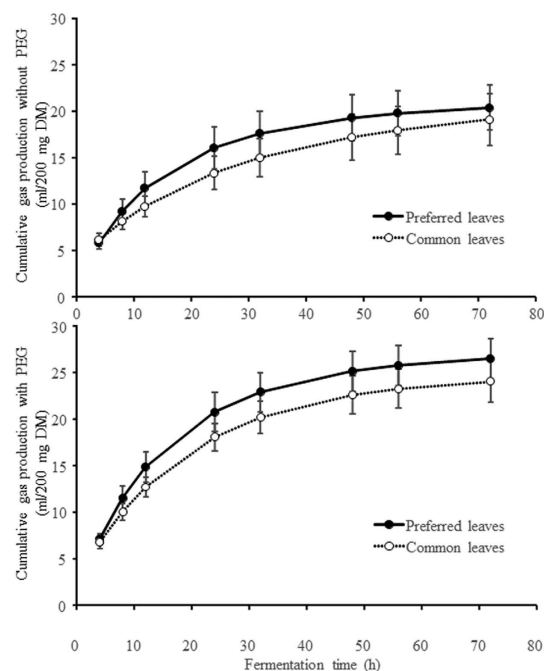 Cumulative gas production without PEG
(ml/200 mg DM)
30
25
20
15
10
5
0
Preferred leaves
Common leaves
0 10 20 30 40 50 60 70 80
Cumulative gas production with PEG
(ml/200 mg DM)
30
25
20
15
10
5
0
Preferred leaves
Common leaves
0 10 20 30 40 50 60 70 80
Fermentation time (h)